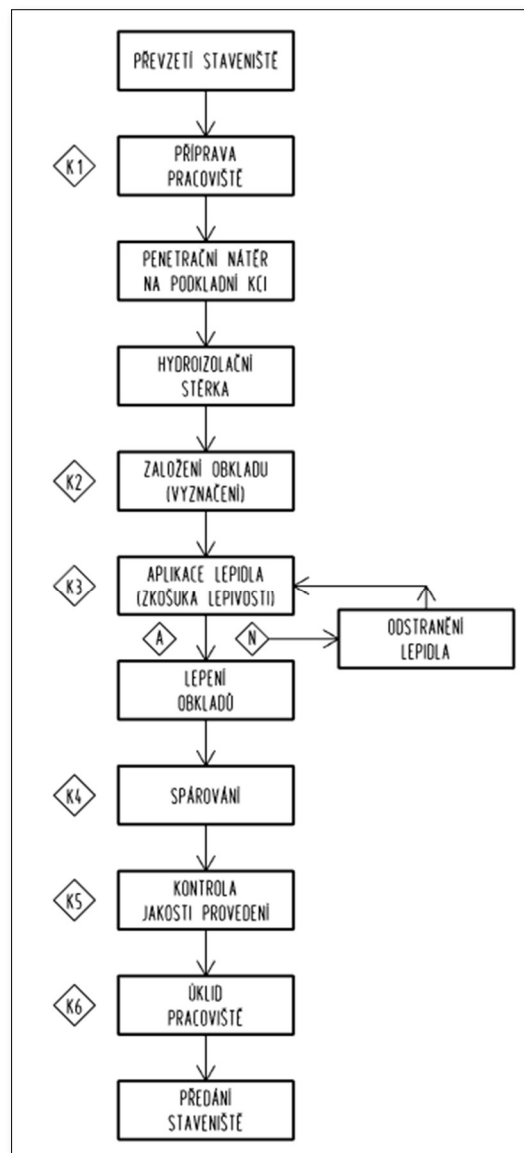 PŘEVZETÍ STAVENIŠTĚ
K1
PŘÍPRAVA
PRACOVIŠTĚ
PENETRAČNÍ NÁTĚR
NA PODKLADNÍ KCI
HYDROIZOLAČNÍ
STĚRKA
K2
ZALOŽENÍ OBKLADU
(VYZNAČENÍ)
K3
APLIKACE LEPIDLA
(ZKOŠUKA LEPIVOSTI)
A
N
ODSTRANĚNÍ
LEPIDLA
LEPENÍ
OBKLADŮ
K4
SPÁROVÁNÍ
K5
KONTROLA
JAKOSTI PROVEDENÍ
K6
ÚKLID
PRACOVIŠTĚ
PŘEDÁNÍ
STAVENIŠTĚ